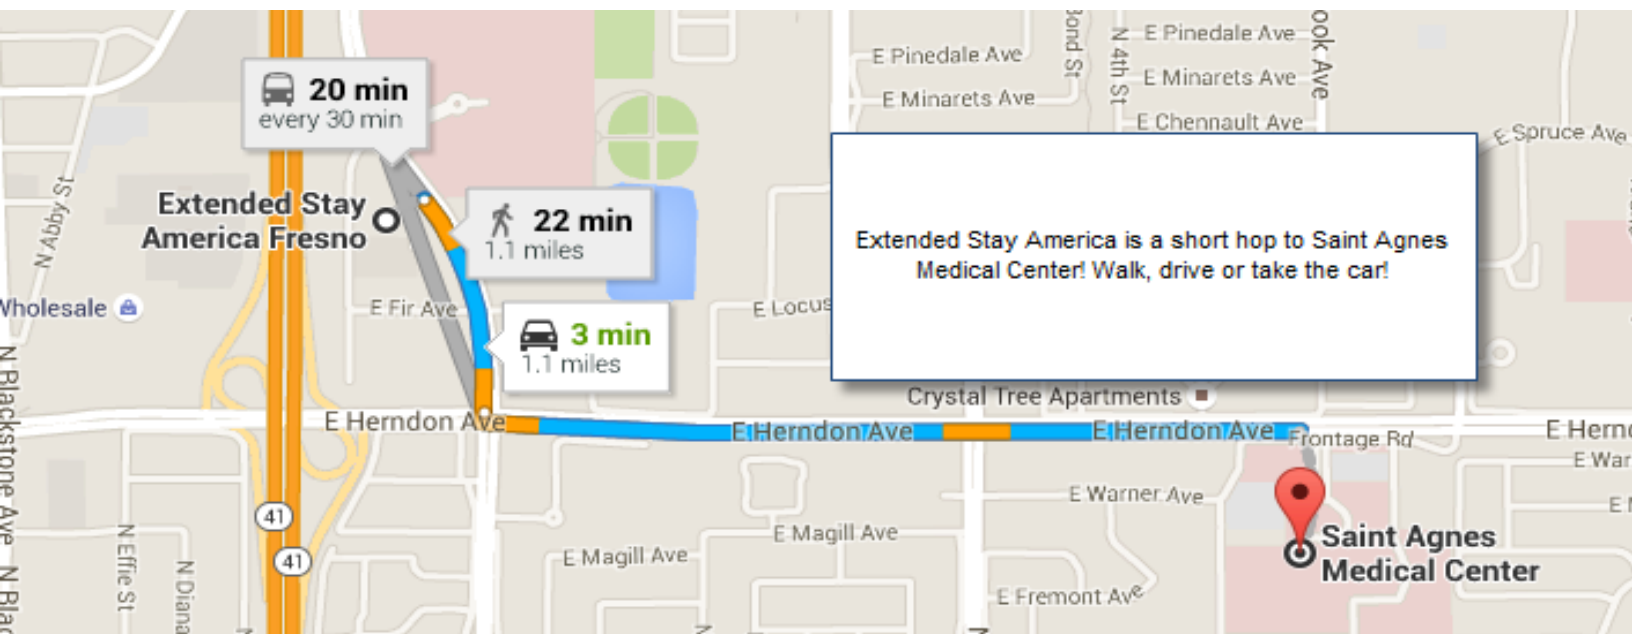 E Pinedale Ave
Bond St
N 4th St
E Pinedale Ave
ook Ave
E Minarets Ave
E Minarets Ave
E Chennault Ave
E Spruce Ave
20 min
every 30 min
N Abby St
Extended Stay
America Fresno
22 min
1.1 miles
Extended Stay America is a short hop to Saint Agnes
Medical Center! Walk, drive or take the car!
Wholesale
E Fir Ave
E Locus
3 min
1.1 miles
Crystal Tree Apartments
E Herndon Ave
E Herndon Ave
E Herndon Ave
Frontage Rd
E Hernd
E War
N Blackstone Ave
E Warner Ave
41
41
E Magill Ave
E Magill Ave
N Effie St
N Diana
N Blac
Saint Agnes
Medical Center
E Fremont Ave